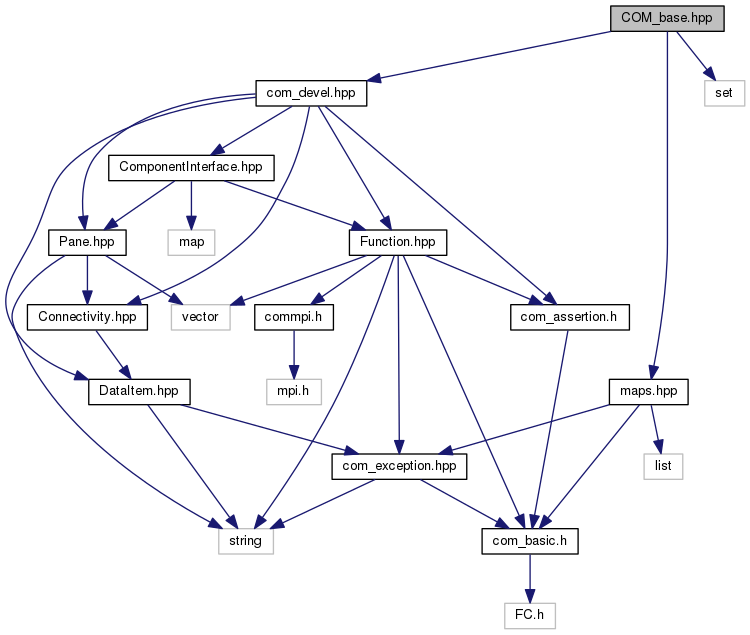 COM_base.hpp
com_devel.hpp
set
ComponentInterface.hpp
Pane.hpp
map
Function.hpp
Connectivity.hpp
vector
commpi.h
com_assertion.h
DataItem.hpp
mpi.h
maps.hpp
com_exception.hpp
list
string
com_basic.h
FC.h